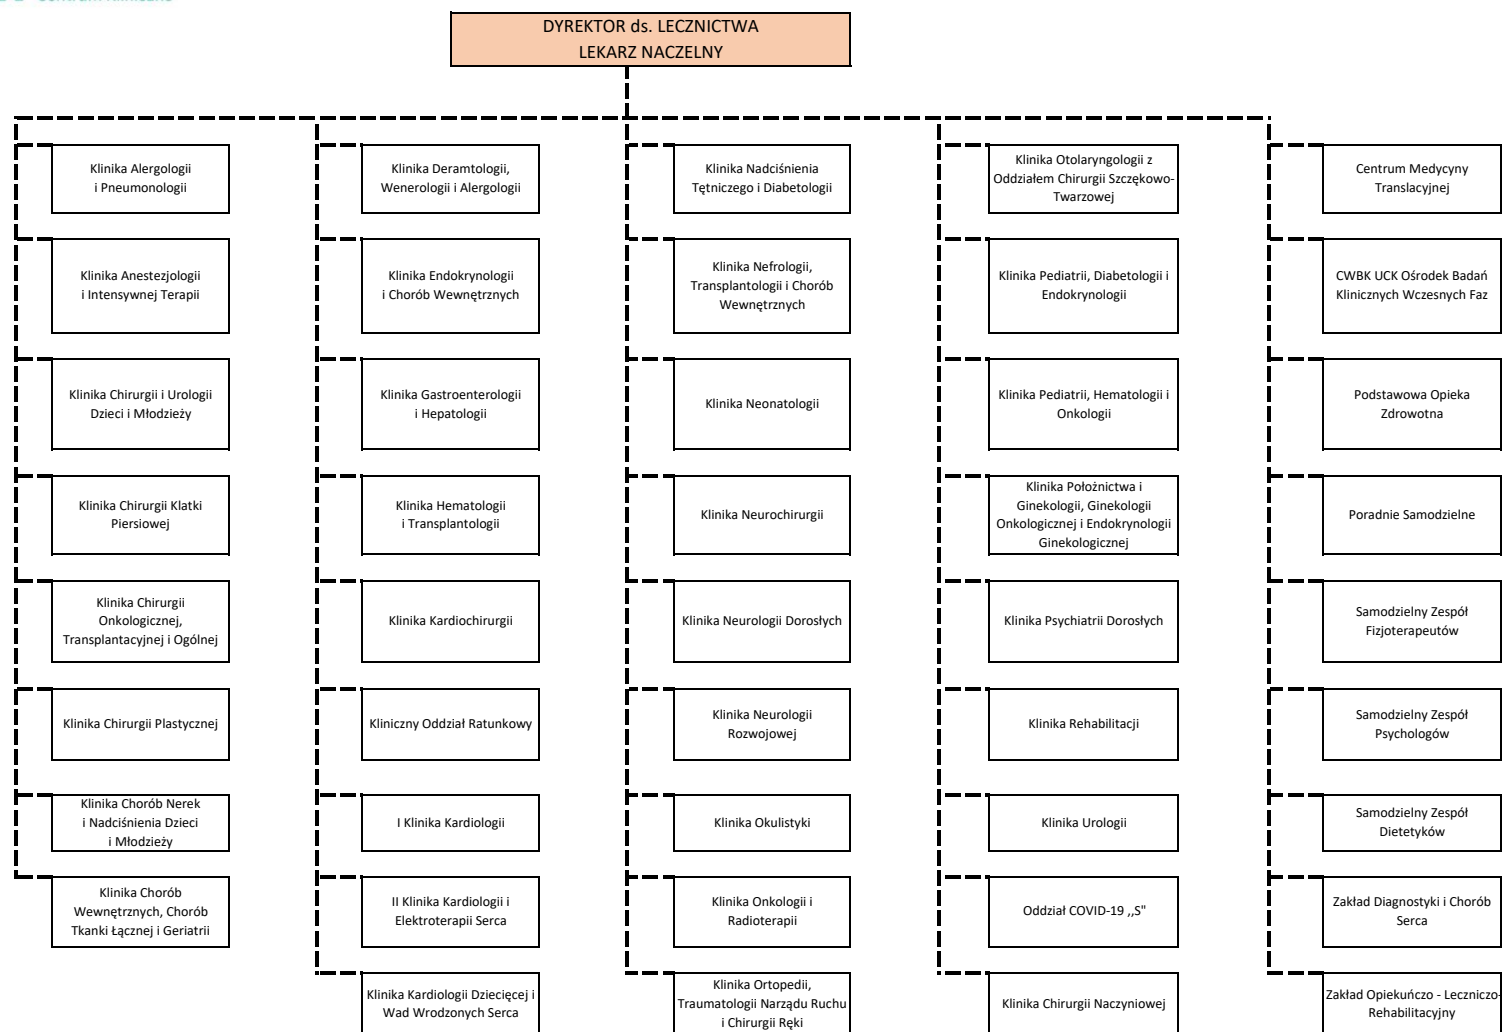 DYREKTOR ds. LECZNICTWA
LEKARZ NACZELNY
Klinika Alergologii
i Pneumonologii
Klinika Deramtologii,
Wenerologii i Alergologii
Klinika Nadciśnienia
Tętniczego i Diabetologii
Klinika Otolaryngologii z
Oddziałem Chirurgii Szczękowo-
Twarzowej
Centrum Medycyny
Translacyjnej
Klinika Anestezjologii
i Intensywnej Terapii
Klinika Endokrynologii
i Chorób Wewnętrznych
Klinika Nefrologii,
Transplantologii i Chorób
Wewnętrznych
Klinika Pediatrii, Diabetologii i
Endokrynologii
CWBK UCK Ośrodek Badań
Klinicznych Wczesnych Faz
Klinika Chirurgii i Urologii
Dzieci i Młodzieży
Klinika Gastroenterologii
i Hepatologii
Klinika Neonatologii
Klinika Pediatrii, Hematologii i
Onkologii
Podstawowa Opieka
Zdrowotna
Klinika Chirurgii Klatki
Piersiowej
Klinika Hematologii
i Transplantologii
Klinika Neurochirurgii
Klinika Położnictwa i
Ginekologii, Ginekologii
Onkologicznej i Endokrynologii
Ginekologicznej
Poradnie Samodzielne
Klinika Chirurgii
Onkologicznej,
Transplantacyjnej i Ogólnej
Klinika Kardiochirurgii
Klinika Neurologii Dorosłych
Klinika Psychiatrii Dorosłych
Samodzielny Zespół
Fizjoterapeutów
Klinika Chirurgii Plastycznej
Kliniczny Oddział Ratunkowy
Klinika Neurologii
Rozwojowej
Klinika Rehabilitacji
Samodzielny Zespół
Psychologów
Klinika Chorób Nerek
i Nadciśnienia Dzieci
i Młodzieży
I Klinika Kardiologii
Klinika Okulistyki
Klinika Urologii
Samodzielny Zespół
Dietetyków
Klinika Chorób
Wewnętrznych, Chorób
Tkanki Łącznej i Geriatrii
II Klinika Kardiologii i
Elektroterapii Serca
Klinika Onkologii i
Radioterapii
Oddział COVID-19 ,,S"
Zakład Diagnostyki i Chorób
Serca
Klinika Kardiologii Dziecięcej i
Wad Wrodzonych Serca
Klinika Ortopedii,
Traumatologii Narządu Ruchu
i Chirurgii Ręki
Klinika Chirurgii Naczyniowej
Zakład Opiekuńczo - Leczniczo-
Rehabilitacyjny